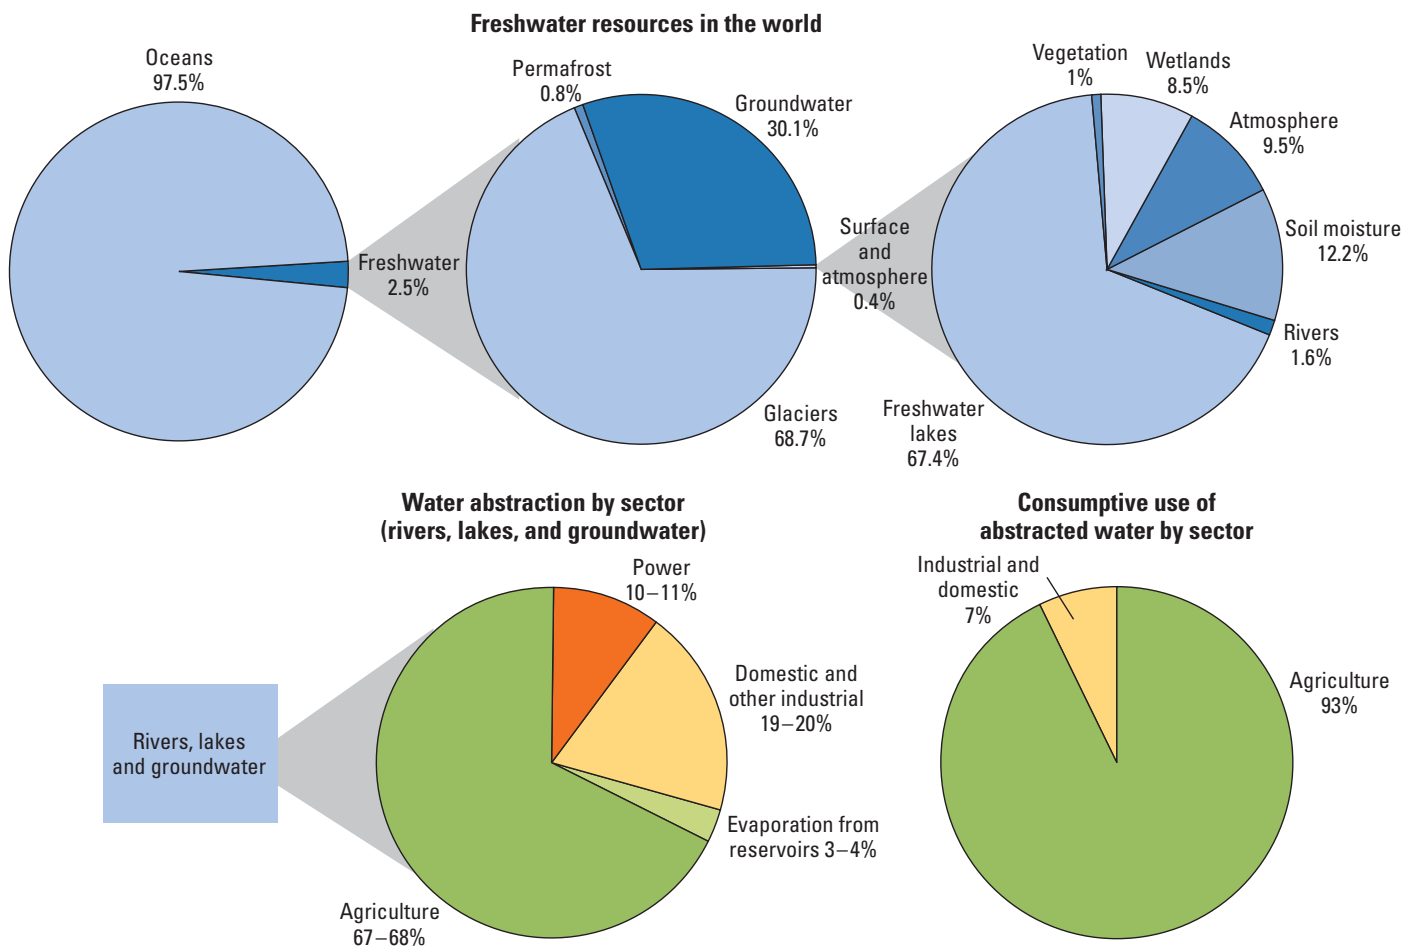 Freshwater resources in the world
Oceans
97.5%
Freshwater
2.5%
Permafrost
0.8%
Groundwater
30.1%
Surface
and
atmosphere
0.4%
Glaciers
68.7%
Vegetation
1%
Wetlands
8.5%
Atmosphere
9.5%
Soil moisture
12.2%
Rivers
1.6%
Freshwater
lakes
67.4%
Water abstraction by sector
(rivers, lakes, and groundwater)
Rivers, lakes
and groundwater
Power
10–11%
Domestic and
other industrial
19–20%
Evaporation from
reservoirs 3–4%
Agriculture
67–68%
Consumptive use of
abstracted water by sector
Industrial and
domestic
7%
Agriculture
93%